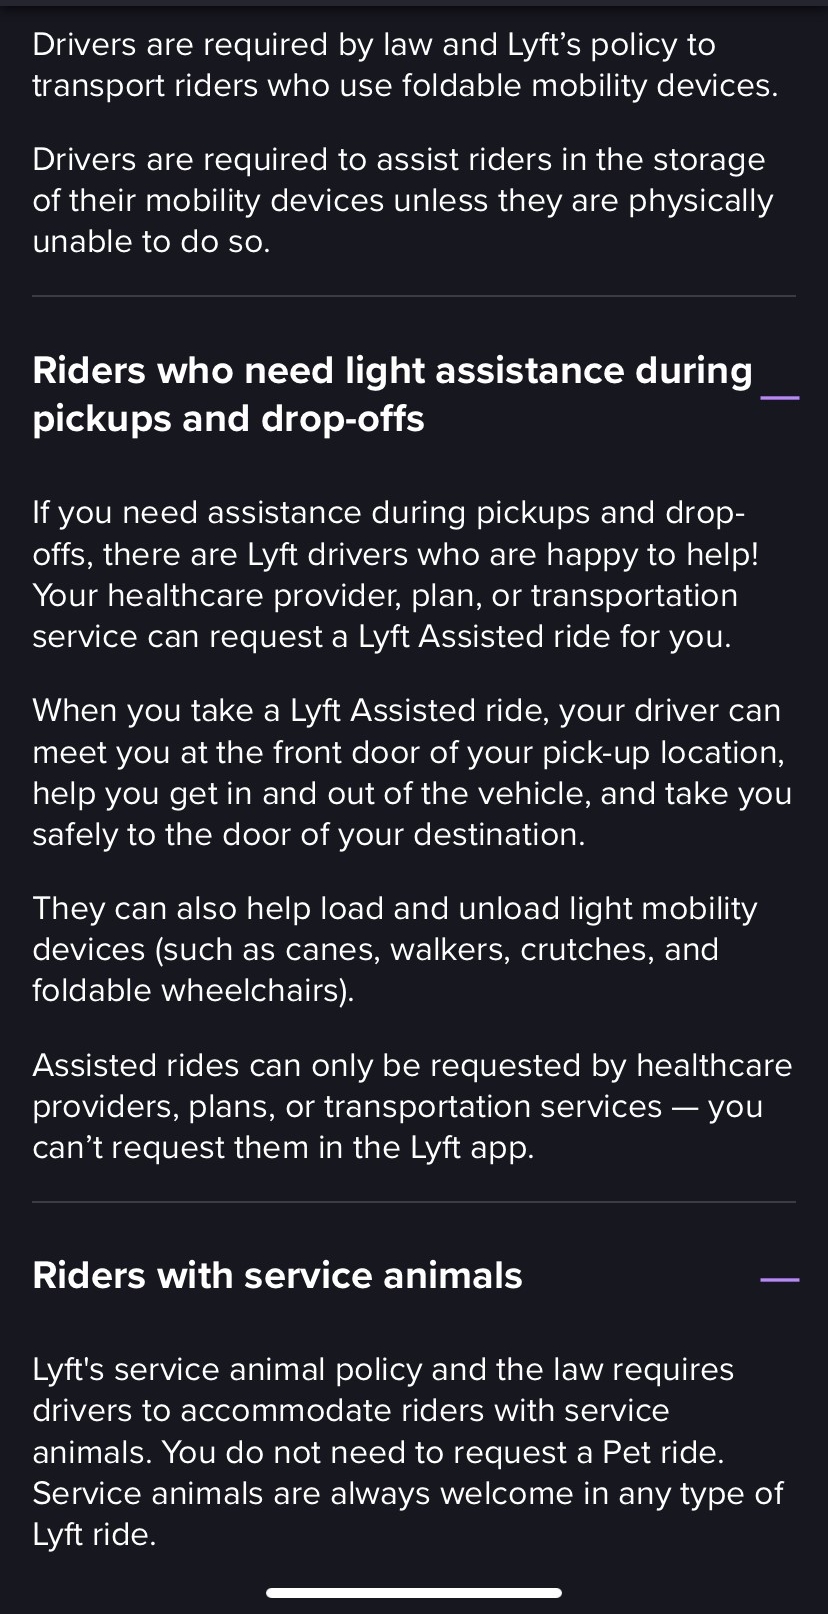 Drivers are required by law and Lyft’s policy to
transport riders who use foldable mobility devices.
Drivers are required to assist riders in the storage
of their mobility devices unless they are physically
unable to do so.
Riders who need light assistance during
pickups and drop-offs
If you need assistance during pickups and drop-
offs, there are Lyft drivers who are happy to help!
Your healthcare provider, plan, or transportation
service can request a Lyft Assisted ride for you.
When you take a Lyft Assisted ride, your driver can
meet you at the front door of your pick-up location,
help you get in and out of the vehicle, and take you
safely to the door of your destination.
They can also help load and unload light mobility
devices (such as canes, walkers, crutches, and
foldable wheelchairs).
Assisted rides can only be requested by healthcare
providers, plans, or transportation services — you
can’t request them in the Lyft app.
Riders with service animals
Lyft's service animal policy and the law requires
drivers to accommodate riders with service
animals. You do not need to request a Pet ride.
Service animals are always welcome in any type of
Lyft ride.